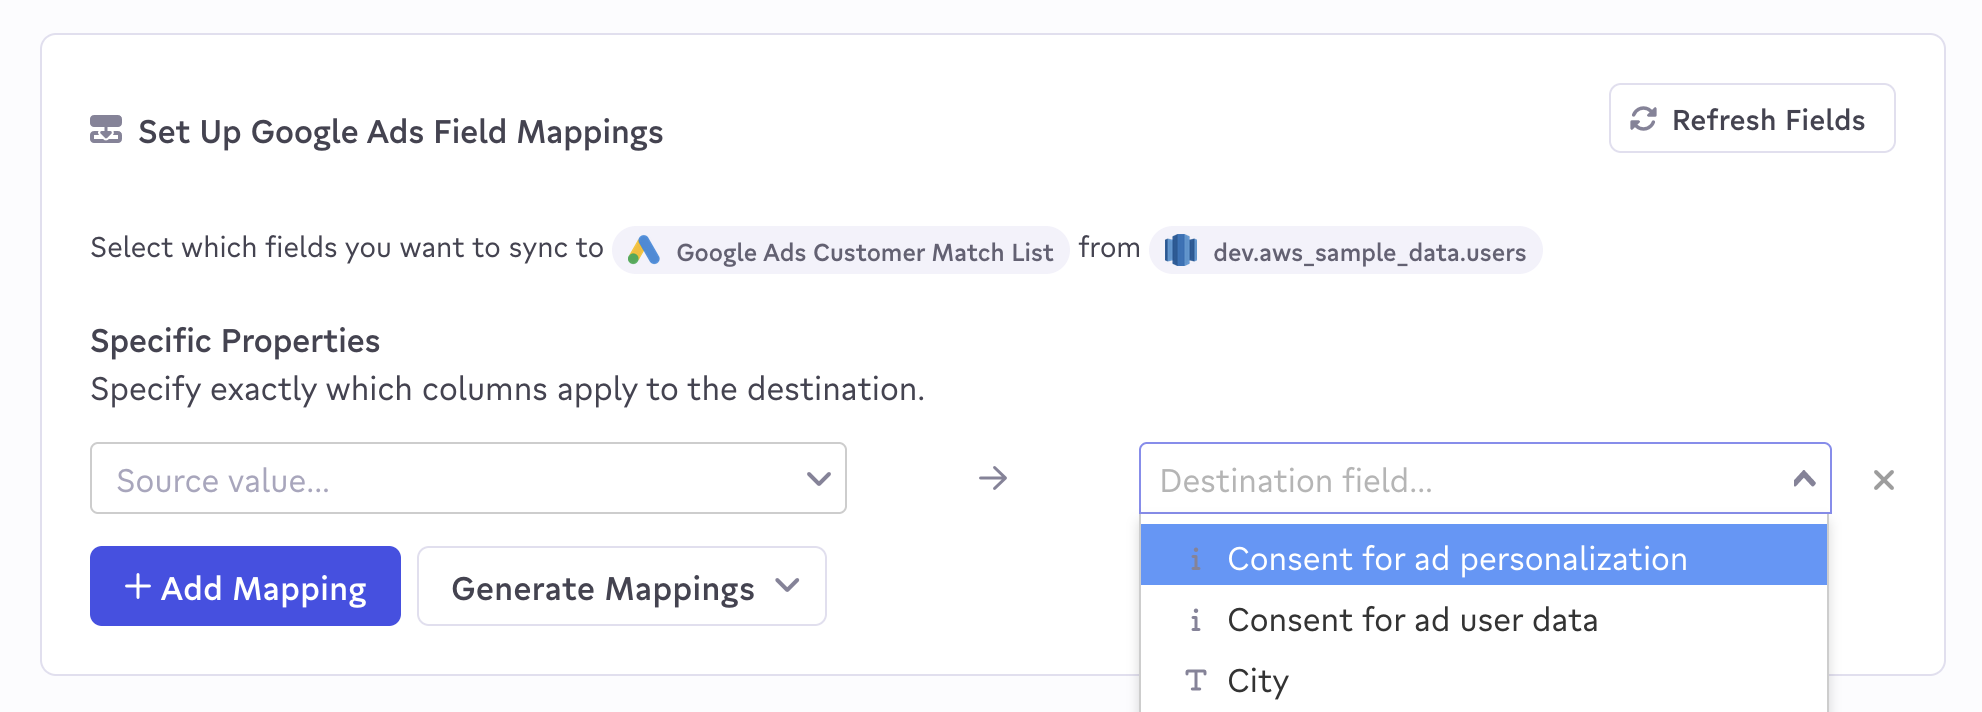 Set Up Google Ads Field Mappings
Refresh Fields
Select which fields you want to sync to Google Ads Customer Match List from dev.aws_sample_data.users
Specific Properties
Specify exactly which columns apply to the destination.
Source value...
Destination field...
+ Add Mapping
Generate Mappings
i Consent for ad personalization
i Consent for ad user data
T City